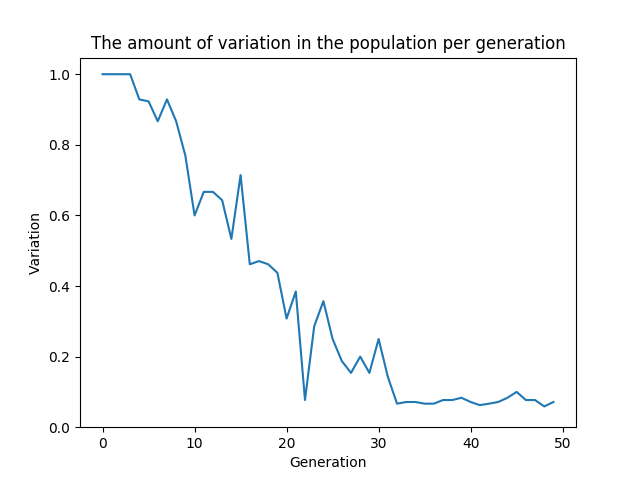 The amount of variation in the population per generation
1.0
0.8
0.6
0.4
0.2
0.0
Variation
0 10 20 30 40 50
Generation